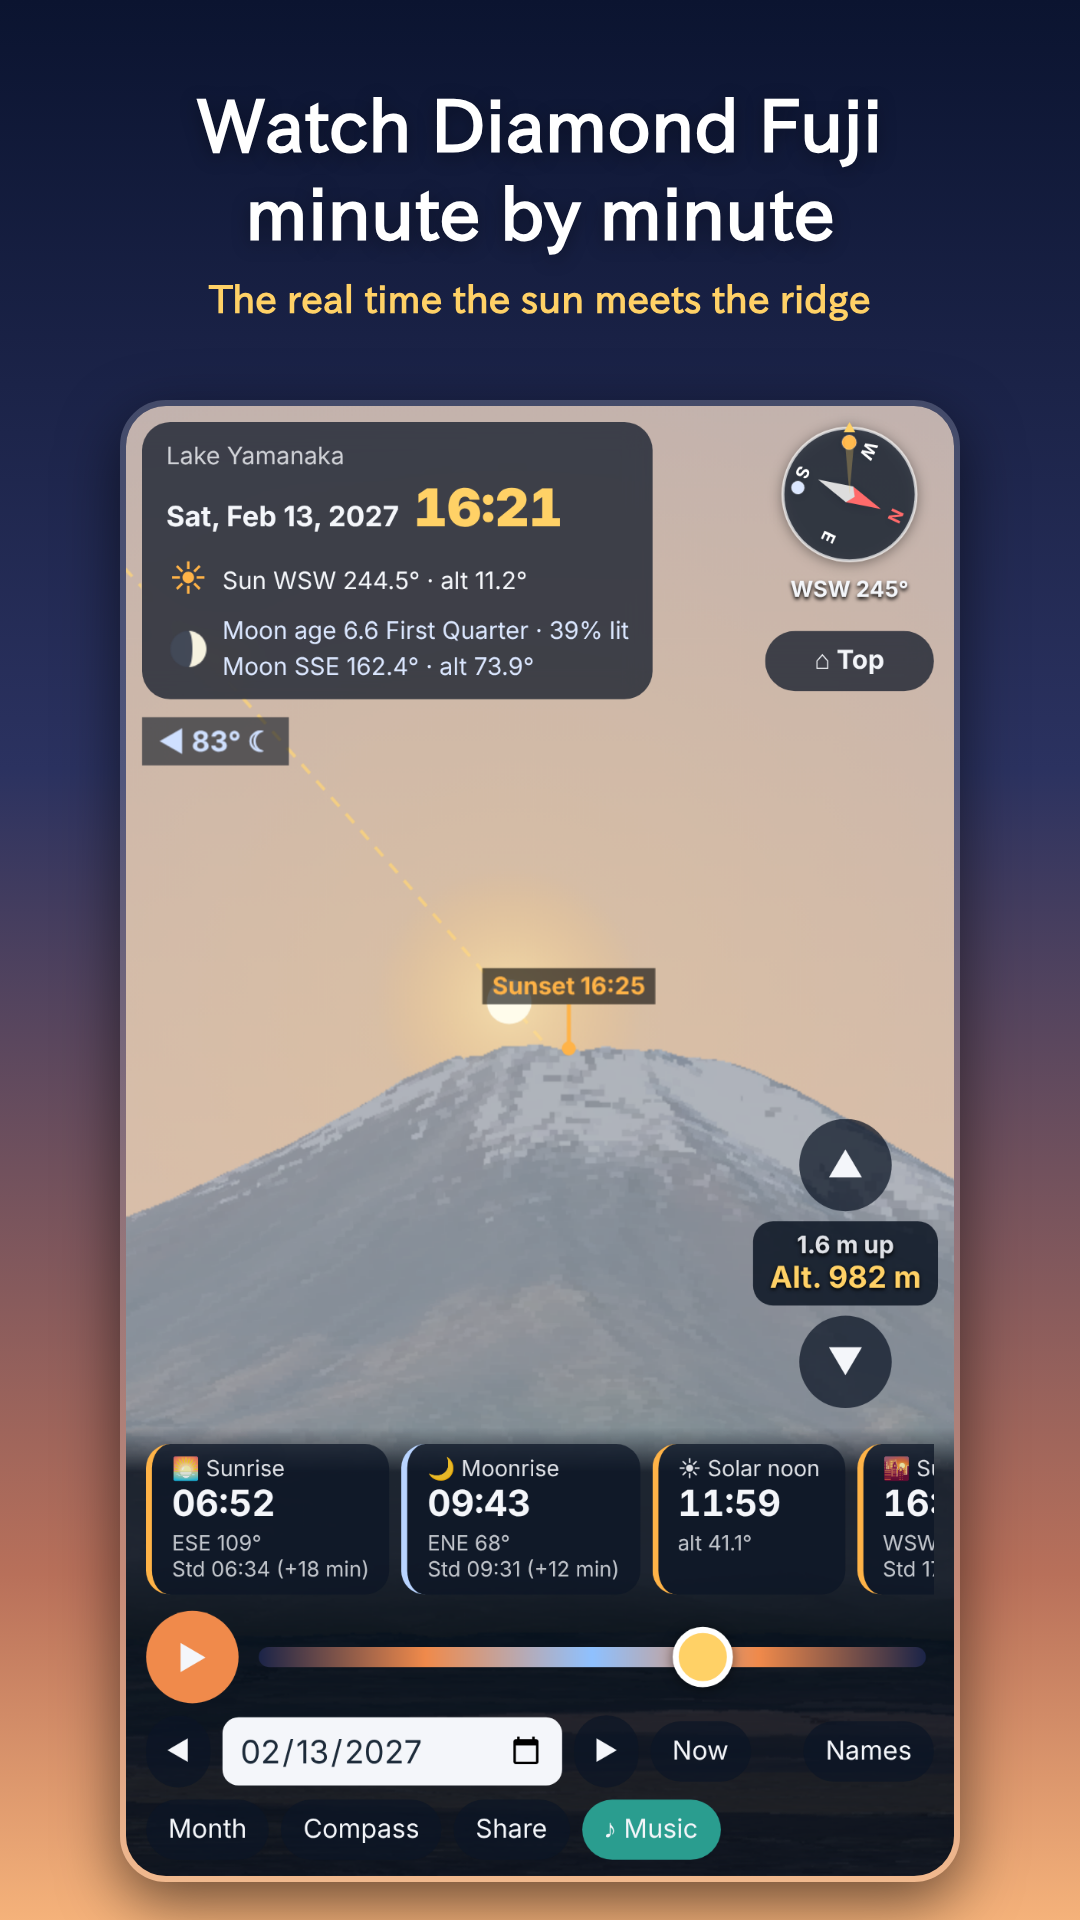 Watch Diamond Fuji
minute by minute
The real time the sun meets the ridge
Lake Yamanaka
Sat, Feb 13, 2027 16:21
Sun WSW 244.5° · alt 11.2°
Moon age 6.6 First Quarter · 39% lit
Moon SSE 162.4° · alt 73.9°
W
S
N
E
WSW 245°
⌂ Top
◀ 83° ☾
Sunset 16:25
▲
1.6 m up
Alt. 982 m
▼
🌅 Sunrise
06:52
ESE 109°
Std 06:34 (+18 min)
🌙 Moonrise
09:43
ENE 68°
Std 09:31 (+12 min)
☀ Solar noon
11:59
alt 41.1°
16:
WSW
Std
02/13/2027
Now
Names
Month
Compass
Share
♪ Music